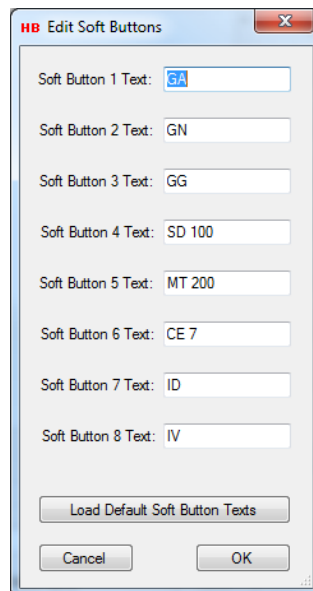 HB Edit Soft Buttons
Soft Button 1 Text: GA
Soft Button 2 Text: GN
Soft Button 3 Text: GG
Soft Button 4 Text: SD 100
Soft Button 5 Text: MT 200
Soft Button 6 Text: CE 7
Soft Button 7 Text: ID
Soft Button 8 Text: IV
Load Default Soft Button Texts
Cancel OK